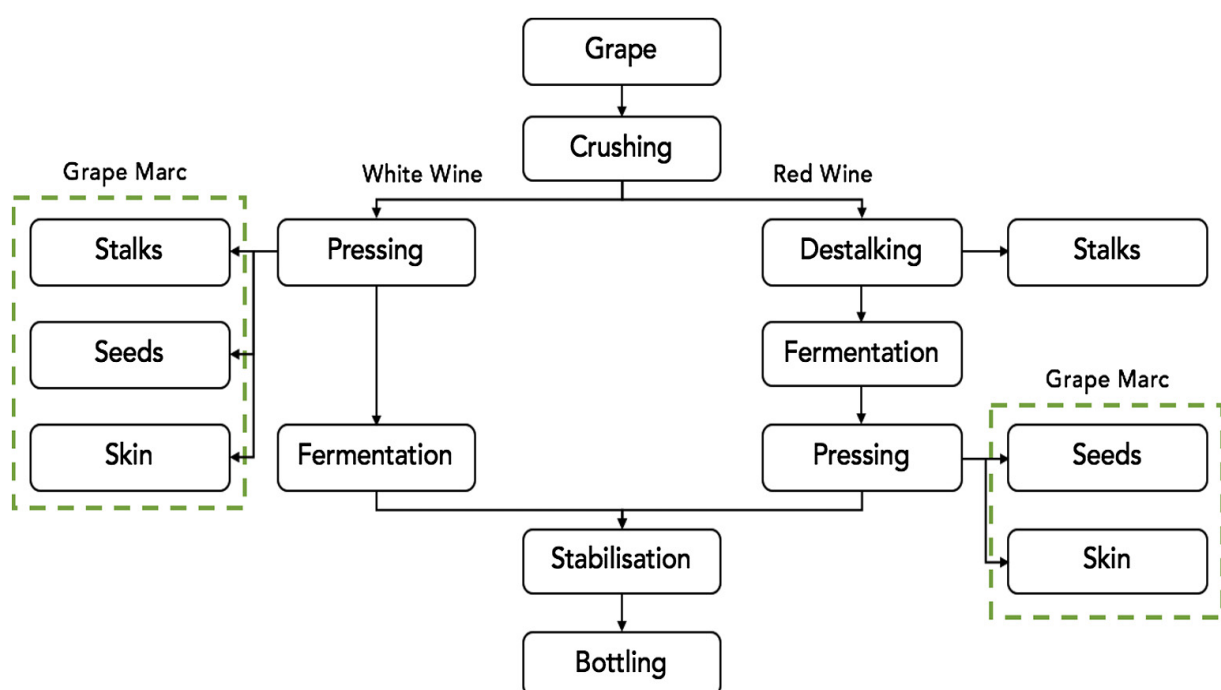 Grape
Crushing
White Wine
Red Wine
Grape Marc
Stalks
Pressing
Destalking
Stalks
Seeds
Fermentation
Grape Marc
Skin
Fermentation
Pressing
Seeds
Stabilisation
Skin
Bottling